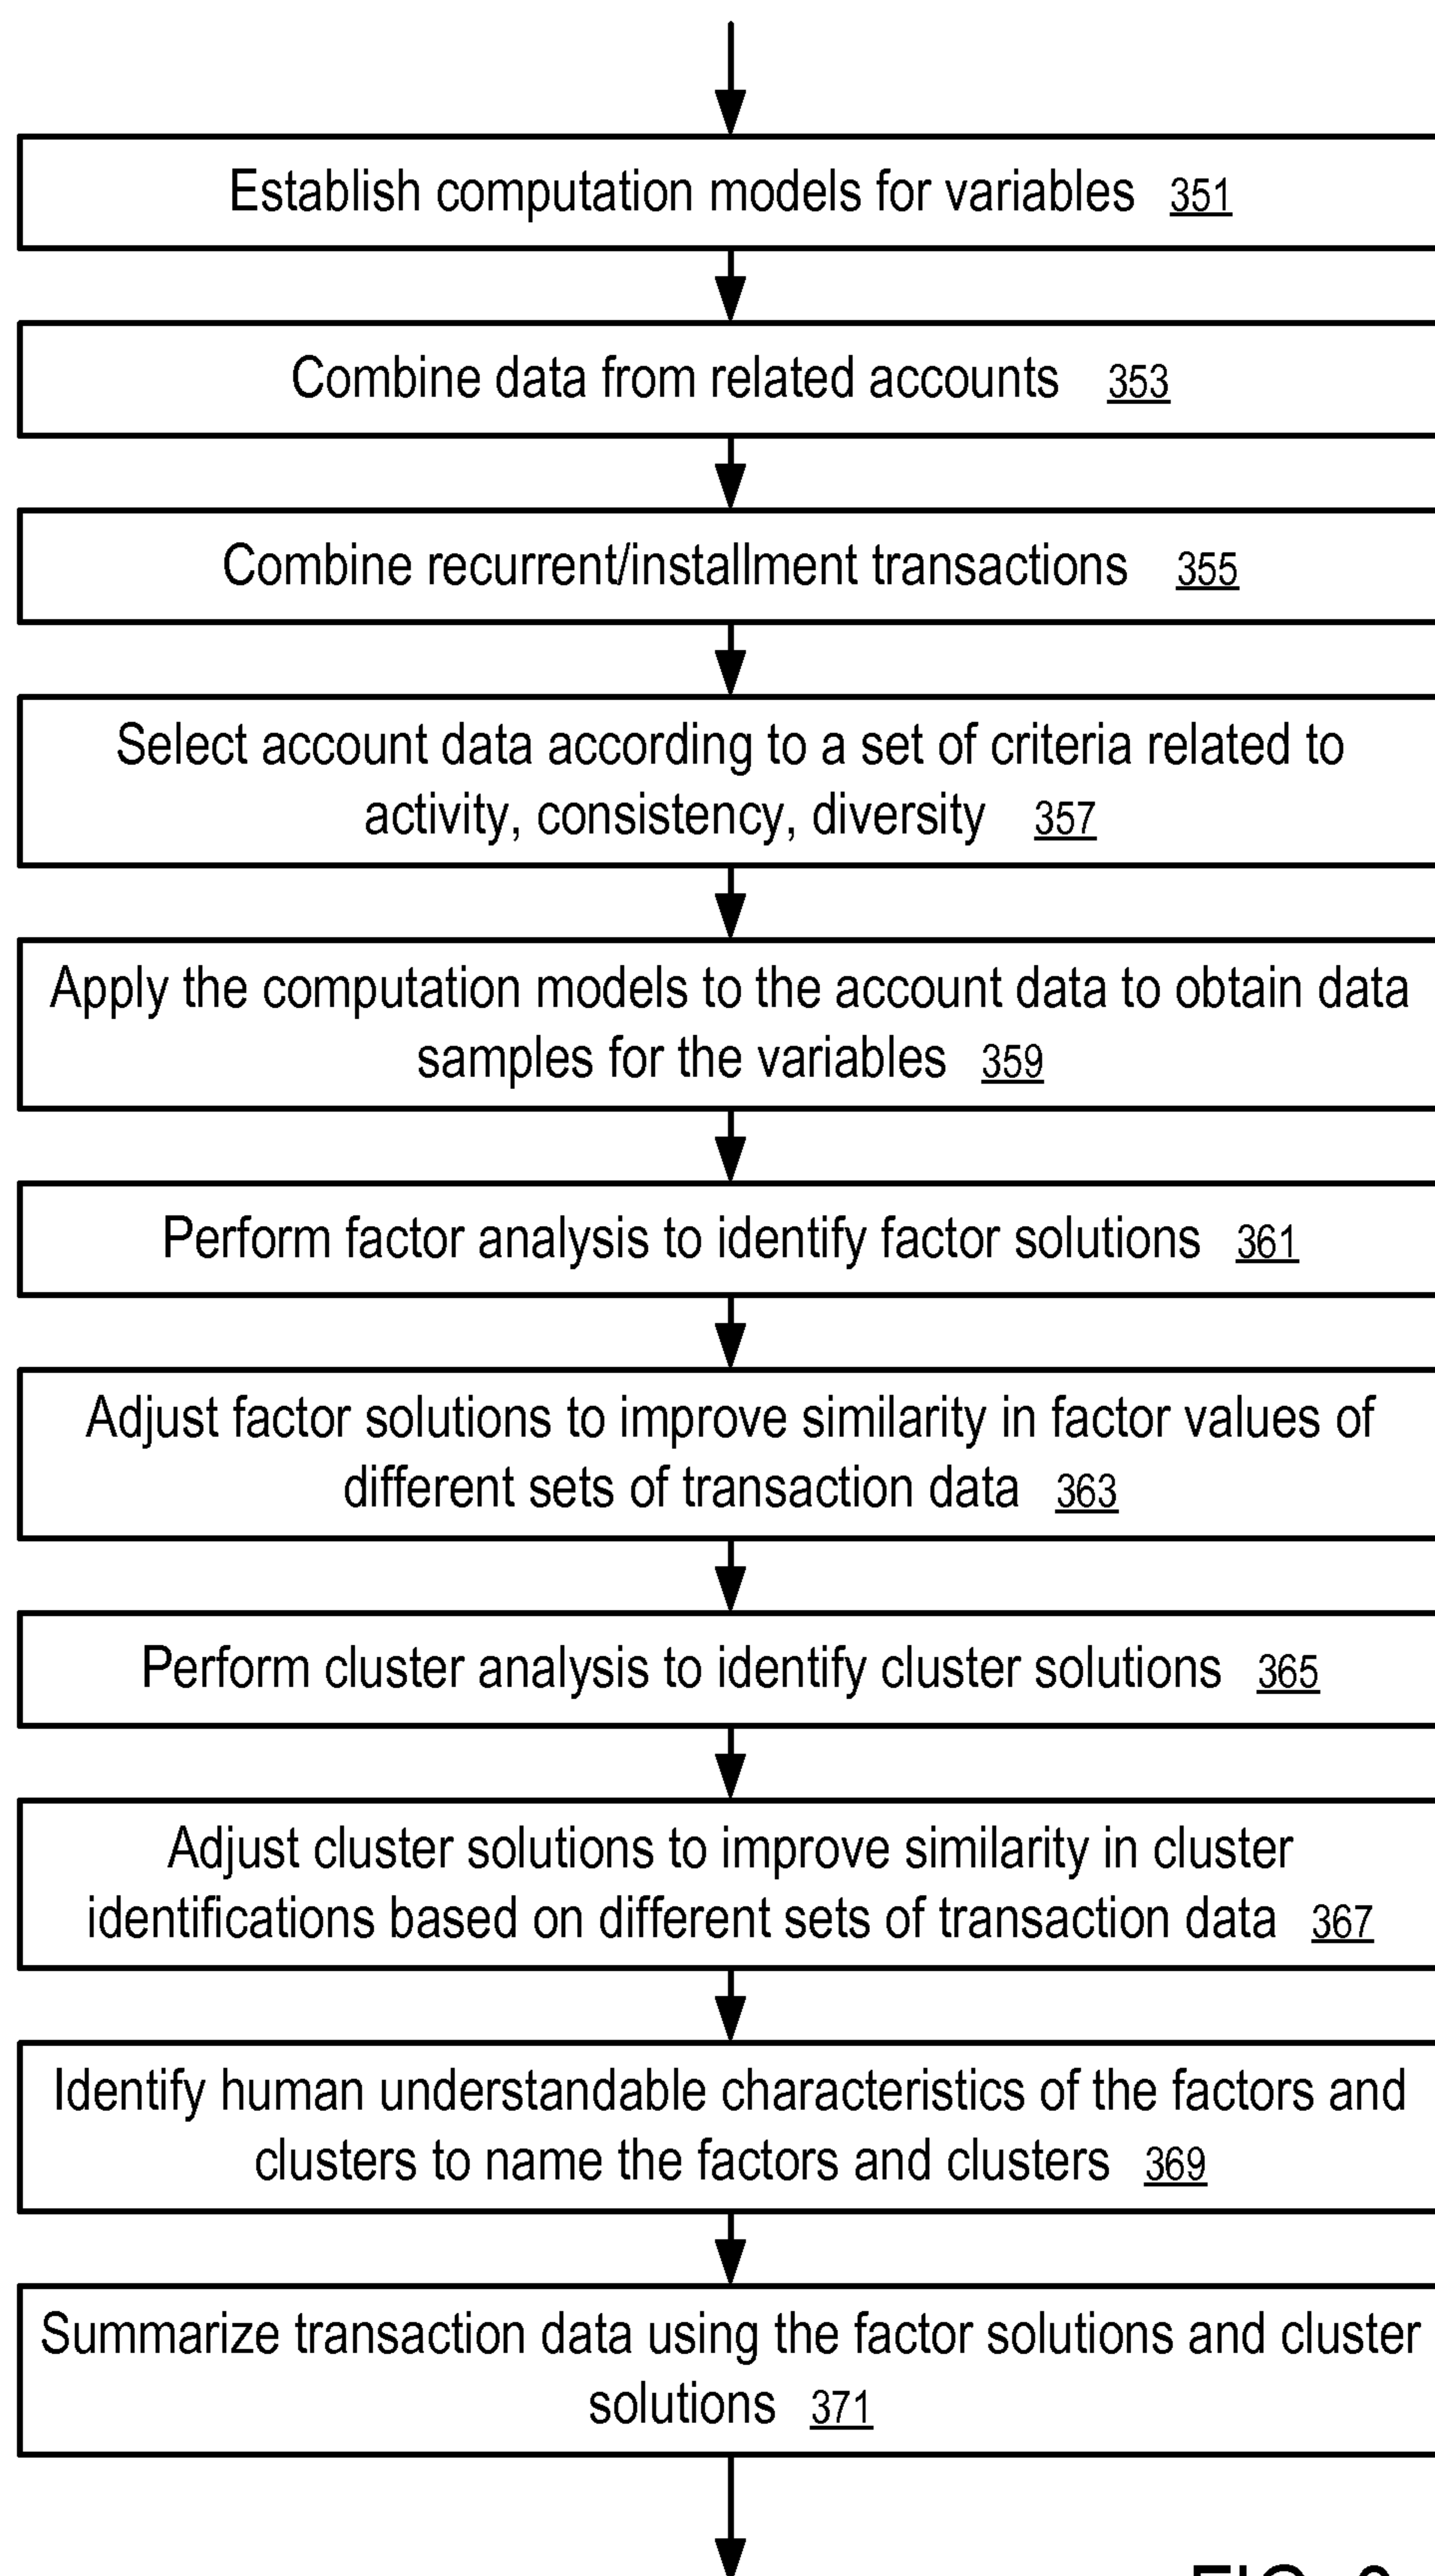 Establish computation models for variables 351
Combine data from related accounts 353
Combine recurrent/installment transactions 355
Select account data according to a set of criteria related to
activity, consistency, diversity 357
Apply the computation models to the account data to obtain data
samples for the variables 359
Perform factor analysis to identify factor solutions 361
Adjust factor solutions to improve similarity in factor values of
different sets of transaction data 363
Perform cluster analysis to identify cluster solutions 365
Adjust cluster solutions to improve similarity in cluster
identifications based on different sets of transaction data 367
Identify human understandable characteristics of the factors and
clusters to name the factors and clusters 369
Summarize transaction data using the factor solutions and cluster
solutions 371
FIG.